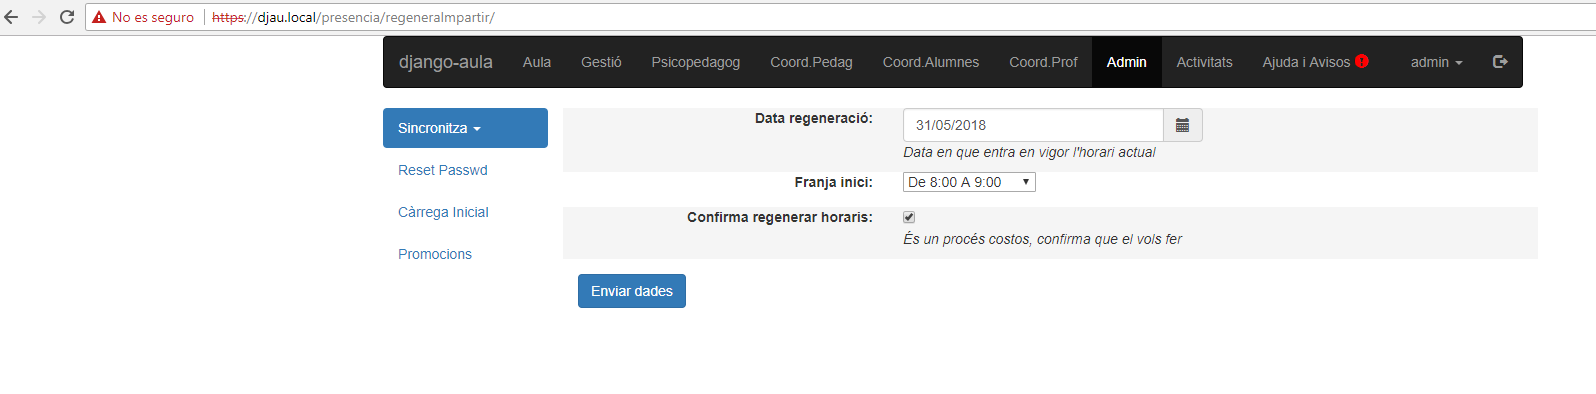 No es seguro https://djau.local/presencia/regeneraImpartir/
django-aula Aula Gestió Psicopedagog Coord.Pedag Coord.Alumnes Coord.Prof Admin Activitats Ajuda i Avisos admin
Sincronitza
Reset Passwd
Càrrega Inicial
Promocions
Data regeneració: 31/05/2018
Data en que entra en vigor l'horari actual
Franja inici: De 8:00 A 9:00
Confirma regenerar horaris:
És un procés costos, confirma que el vols fer
Enviar dades